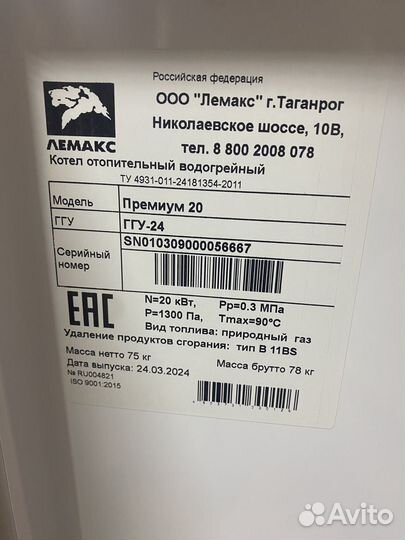 Российская федерация
ООО "Лемакс" г.Таганрог
Николаевское шоссе, 10В,
тел. 8 800 2008 078
ЛЕМАКС
Котел отопительный водогрейный
ТУ 4931-011-24181354-2011
Модель Премиум 20
ГГУ ГГУ-24
Серийный номер SN010309000056667
ЕАС
N=20 кВт, Pp=0.3 МПа
P=1300 Па, Tmax=90°C
Вид топлива: природный газ
Удаление продуктов сгорания: тип В 11BS
Масса нетто 75 кг Масса брутто 78 кг
Дата выпуска: 24.03.2024
№ RU004821
ISO 9001:2015
Avito